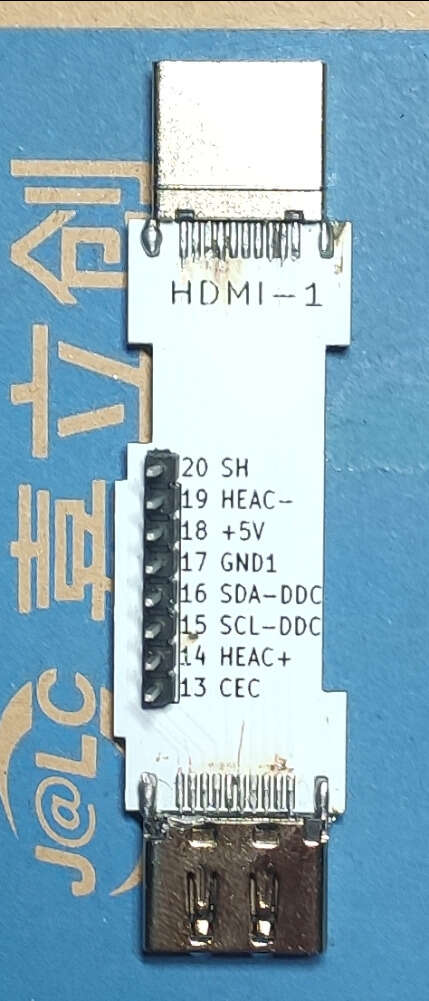 HDMI-1
20 SH
19 HEAC-
18 +5V
17 GND1
16 SDA-DDC
15 SCL-DDC
14 HEAC+
13 CEC
J@LC 嘉立创